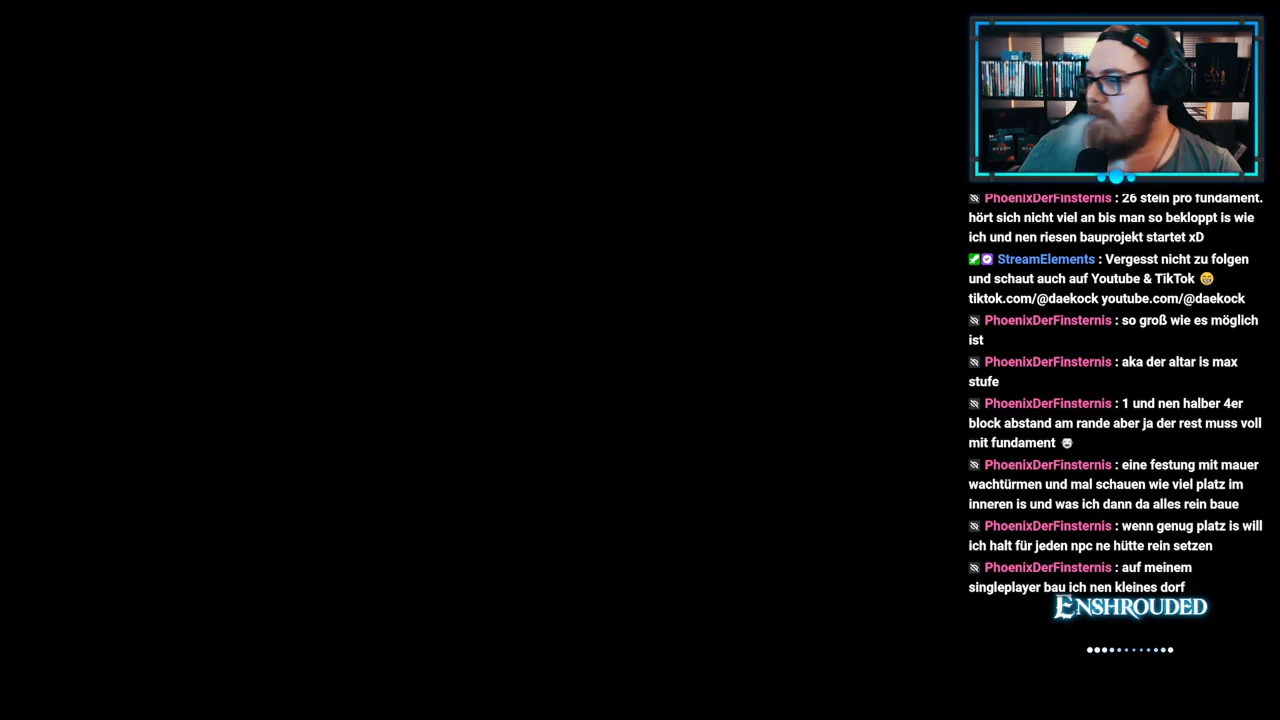 PhoenixDerFinsternis : 26 stein pro fundament.
hört sich nicht viel an bis man so bekloppt is wie
ich und nen riesen bauprojekt startet xD
StreamElements : Vergesst nicht zu folgen
und schaut auch auf Youtube & TikTok 😁
tiktok.com/@daekock youtube.com/@daekock
PhoenixDerFinsternis : so groß wie es möglich
ist
PhoenixDerFinsternis : aka der altar is max
stufe
PhoenixDerFinsternis : 1 und nen halber 4er
block abstand am rande aber ja der rest muss voll
mit fundament
PhoenixDerFinsternis : eine festung mit mauer
wachtürmen und mal schauen wie viel platz im
inneren is und was ich dann da alles rein baue
PhoenixDerFinsternis : wenn genug platz is will
ich halt für jeden npc ne hütte rein setzen
PhoenixDerFinsternis : auf meinem
singleplayer bau ich nen kleines dorf
ENSHROUDED